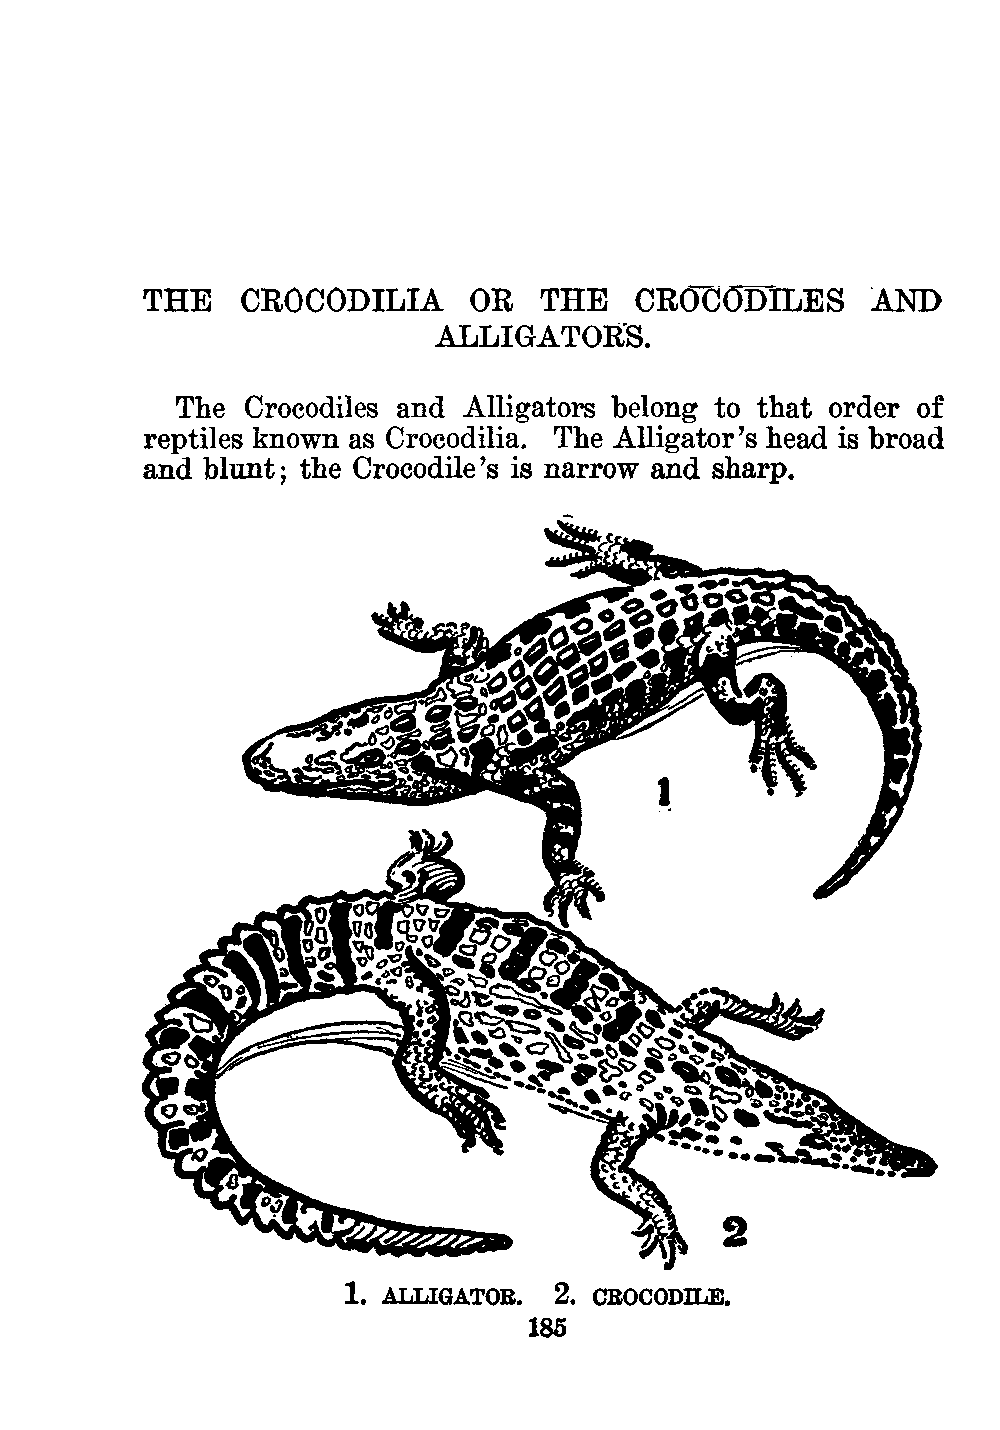 THE CROCODILIA OR THE CROCODILES AND
ALLIGATORS.
The Crocodiles and Alligators belong to that order of
reptiles known as Crocodilia. The Alligator's head is broad
and blunt; the Crocodile's is narrow and sharp.
1
2
1. ALLIGATOR. 2. CROCODILE.
185